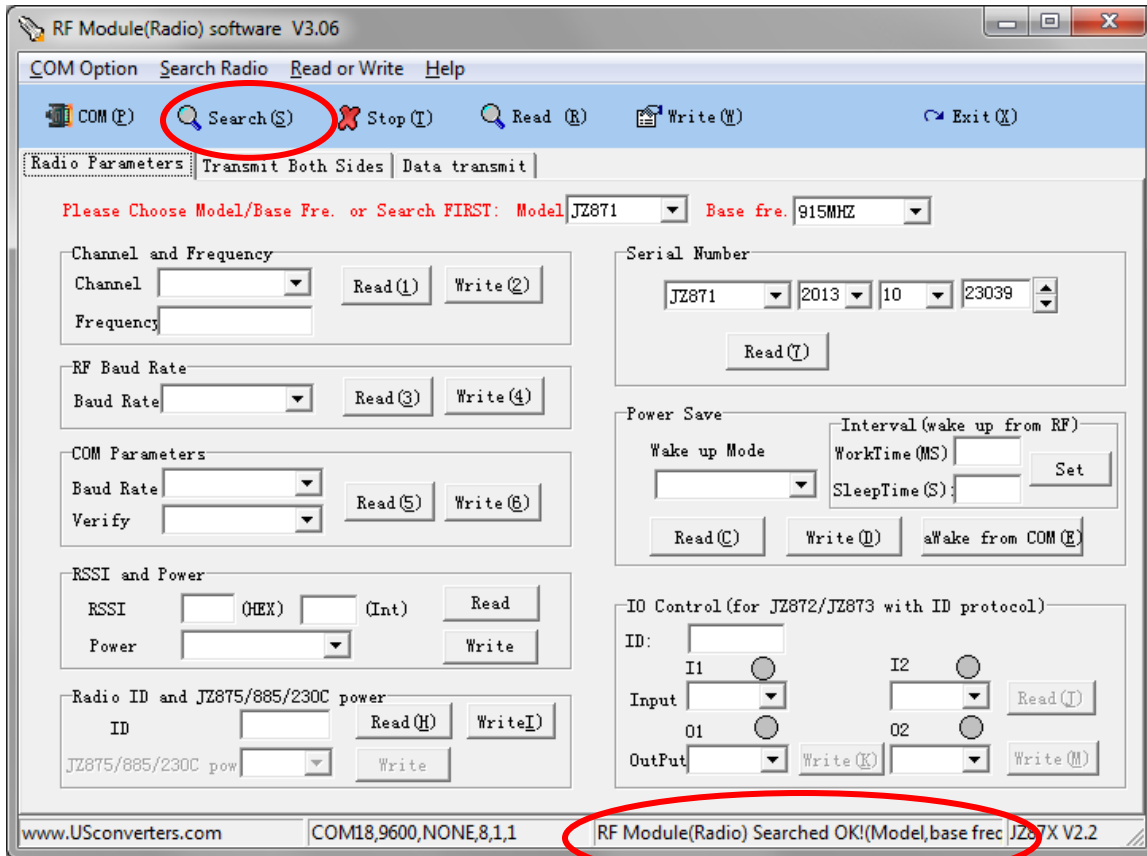 RF Module(Radio) software V3.06
COM Option Search Radio Read or Write Help
COM(P) Search(S) Stop(T) Read (R) Write(W) Exit(X)
Radio Parameters Transmit Both Sides Data transmit
Please Choose Model/Base Fre. or Search FIRST: Model JZ871 Base fre. 915MHZ
Channel and Frequency
Channel Read(1) Write(2)
Frequency
RF Baud Rate
Baud Rate Read(3) Write(4)
COM Parameters
Baud Rate
Read(5) Write(6)
Verify
RSSI and Power
RSSI (HEX) (Int) Read
Power Write
Radio ID and JZ875/885/230C power
ID Read(H) WriteI)
JZ875/885/230C pow Write
Serial Number
JZ871 2013 10 23039
Read(7)
Power Save
Interval(wake up from RF)
Wake up Mode WorkTime(MS)
Set
SleepTime(S):
Read(C) Write(D) aWake from COM(E)
IO Control(for JZ872/JZ873 with ID protocol)
ID:
I1 I2
Input Read(J)
O1 O2
OutPut Write(K) Write(M)
www.USconverters.com COM18,9600,NONE,8,1,1 RF Module(Radio) Searched OK!(Model,base frec JZ87X V2.2